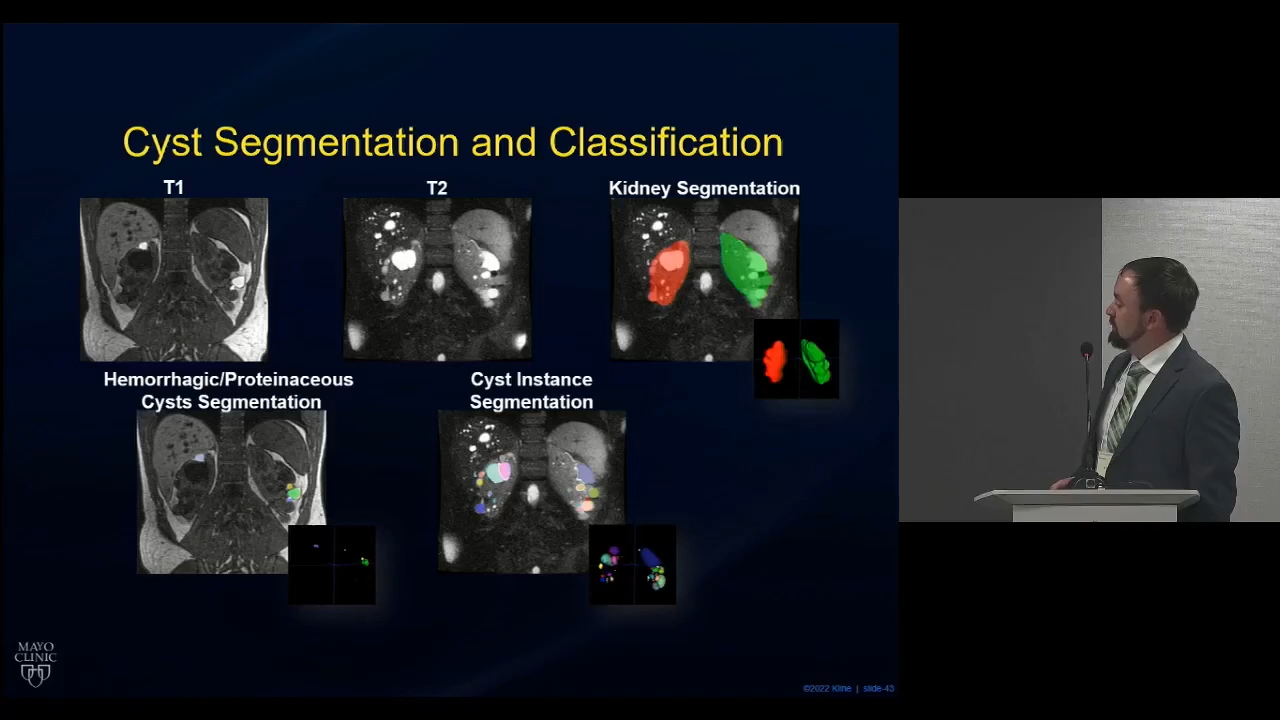 Cyst Segmentation and Classification
T1
T2
Kidney Segmentation
Hemorrhagic/Proteinaceous
Cysts Segmentation
Cyst Instance
Segmentation
MAYO
CLINIC
©2022 Kline | slide-43